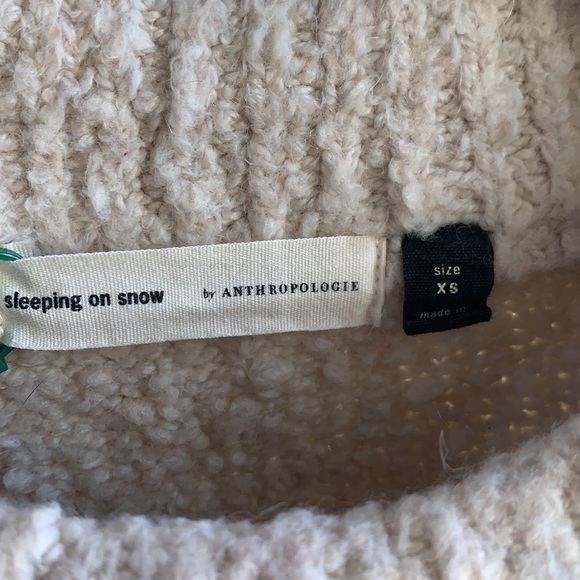 sleeping on snow by ANTHROPOLOGIE
size
XS
made in